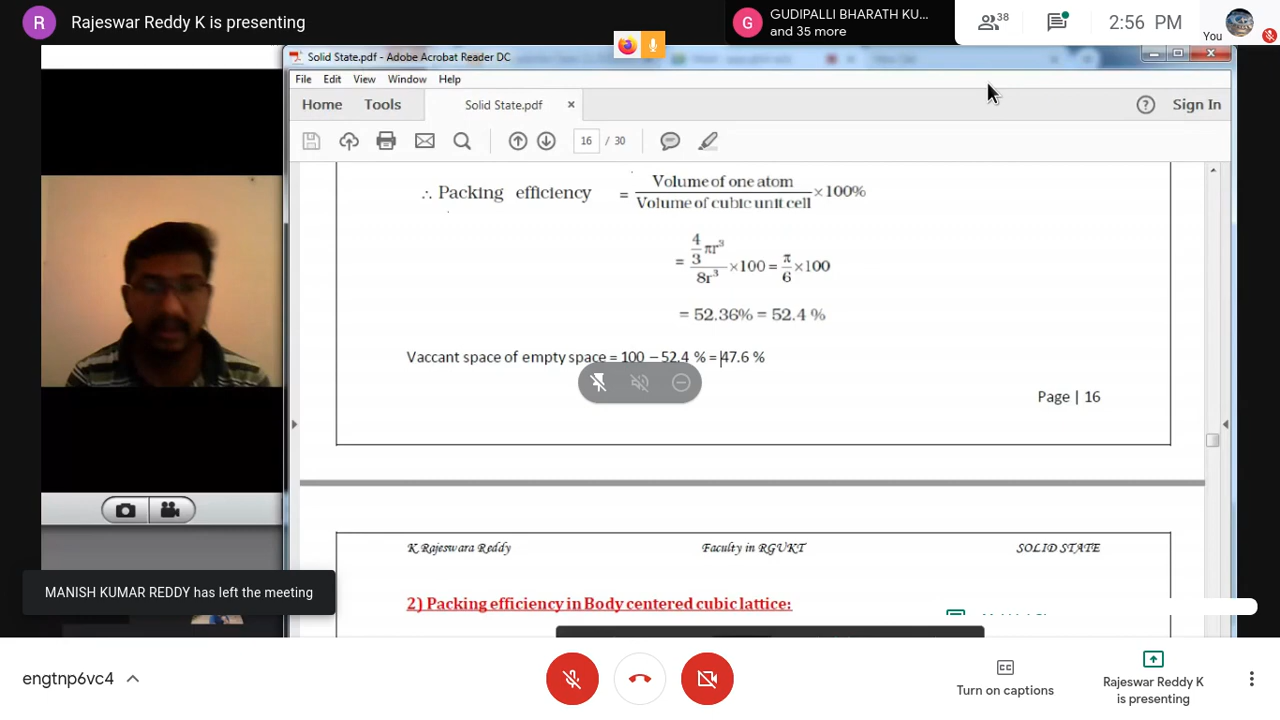 R
Rajeswar Reddy K is presenting
G
GUDIPALLI BHARATH KU...
and 35 more
38
2:56 PM
You
Solid State.pdf - Adobe Acrobat Reader DC
File Edit View Window Help
Home Tools Solid State.pdf × Sign In
16 / 30
∴ Packing efficiency = Volume of one atom / Volume of cubic unit cell ×100%
= 4/3 πr³ / 8r³ ×100 = π/6 ×100
= 52.36% = 52.4 %
Vaccant space of empty space = 100 – 52.4 % = 47.6 %
Page | 16
K Rajeswara Reddy Faculty in RGUKT SOLID STATE
MANISH KUMAR REDDY has left the meeting
2) Packing efficiency in Body centered cubic lattice:
engtnp6vc4
Turn on captions
Rajeswar Reddy K
is presenting